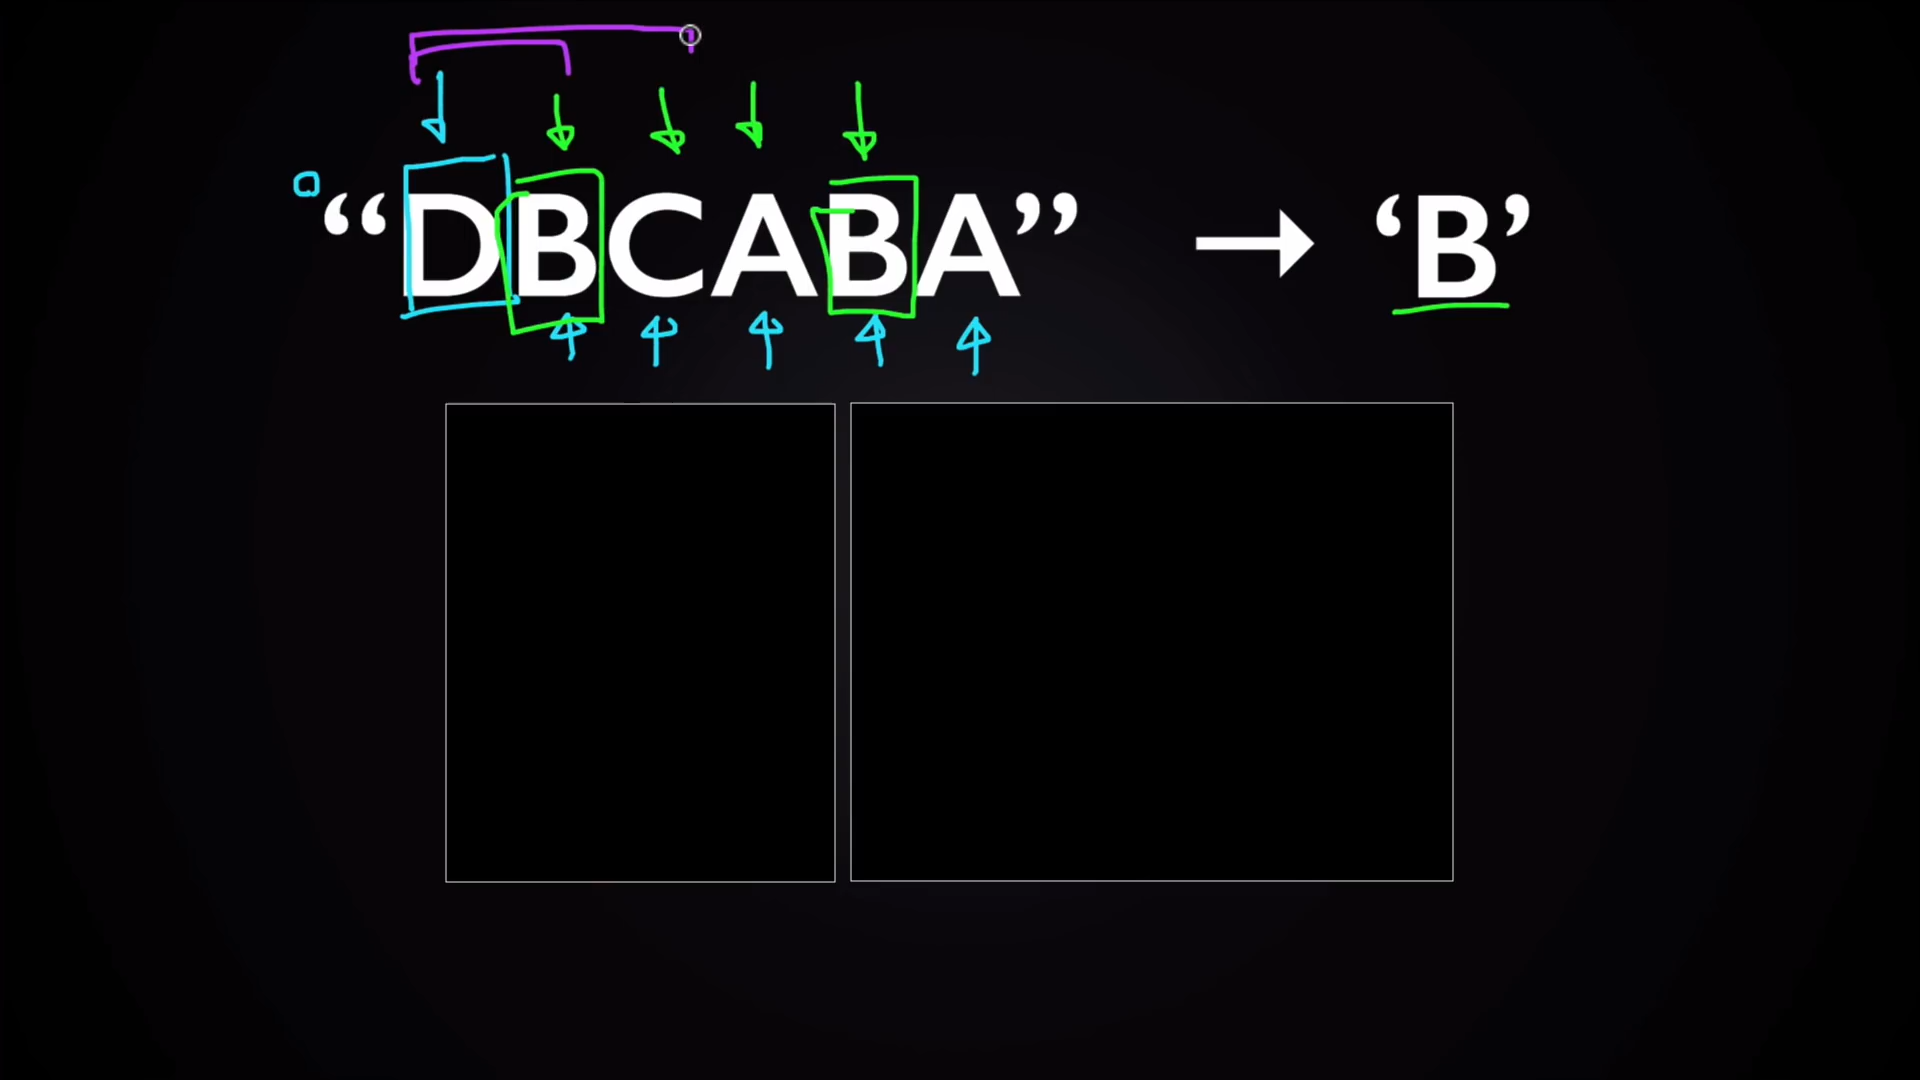 “DBCABA” → ‘B’